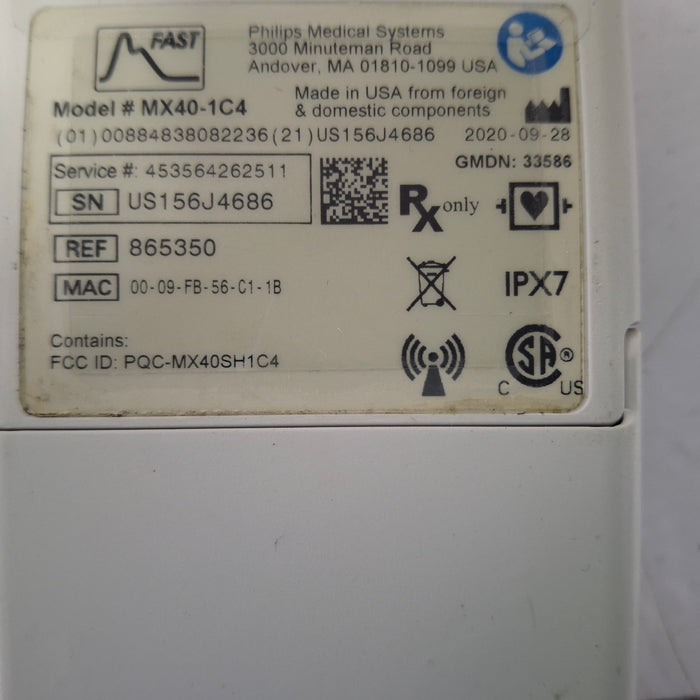 FAST
Philips Medical Systems
3000 Minuteman Road
Andover, MA 01810-1099 USA
Made in USA from foreign
& domestic components
Model # MX40-1C4
(01)00884838082236(21)US156J4686 2020-09-28
GMDN: 33586
Service #: 453564262511
SN US156J4686
Rx only
REF 865350
MAC 00-09-FB-56-C1-1B
IPX7
Contains:
FCC ID: PQC-MX40SH1C4
CSA ®
C US